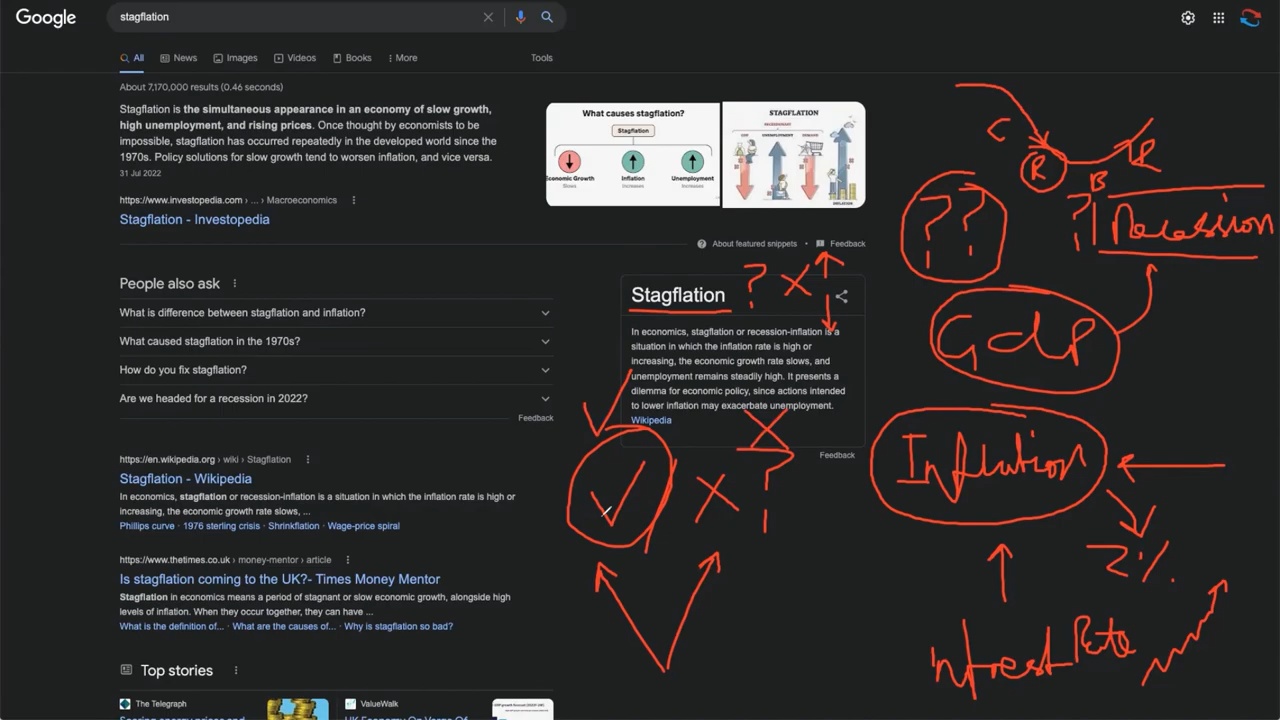 Google
stagflation
All News Images Videos Books More Tools
About 7,170,000 results (0.46 seconds)
Stagflation is the simultaneous appearance in an economy of slow growth,
high unemployment, and rising prices. Once thought by economists to be
impossible, stagflation has occurred repeatedly in the developed world since the
1970s. Policy solutions for slow growth tend to worsen inflation, and vice versa.
31 Jul 2022
https://www.investopedia.com › ... › Macroeconomics
Stagflation - Investopedia
What causes stagflation?
Stagflation
Economic Growth
Slows
Inflation
Increases
Unemployment
Increases
STAGFLATION
GDP UNEMPLOYMENT DEMAND
INFLATION
About featured snippets • Feedback
People also ask
What is difference between stagflation and inflation?
What caused stagflation in the 1970s?
How do you fix stagflation?
Are we headed for a recession in 2022?
Feedback
https://en.wikipedia.org › wiki › Stagflation
Stagflation - Wikipedia
In economics, stagflation or recession-inflation is a situation in which the inflation rate is high or
increasing, the economic growth rate slows, ...
Phillips curve · 1976 sterling crisis · Shrinkflation · Wage-price spiral
https://www.thetimes.co.uk › money-mentor › article
Is stagflation coming to the UK?- Times Money Mentor
Stagflation in economics means a period of stagnant or slow economic growth, alongside high
levels of inflation. When they occur together, they can have ...
What is the definition of... · What are the causes of... · Why is stagflation so bad?
Top stories
The Telegraph
ValueWalk
Stagflation ? X
In economics, stagflation or recession-inflation is a
situation in which the inflation rate is high or
increasing, the economic growth rate slows, and
unemployment remains steadily high. It presents a
dilemma for economic policy, since actions intended
to lower inflation may exacerbate unemployment.
Wikipedia
Feedback
X
X ?
C
R
B
P
? ?
? Recession
GdP
Inflation
2%.
Intrest Rate